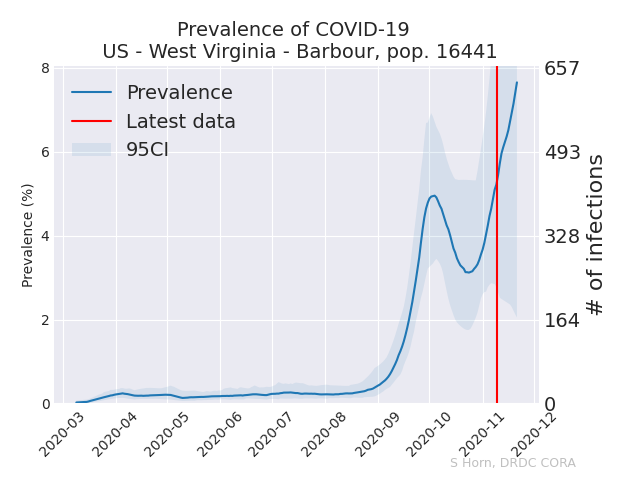 Prevalence of COVID-19
US - West Virginia - Barbour, pop. 16441
Prevalence
Latest data
95CI
Prevalence (%)
8
6
4
2
0
657
493
328
164
0
# of infections
2020-03
2020-04
2020-05
2020-06
2020-07
2020-08
2020-09
2020-10
2020-11
2020-12
S Horn, DRDC CORA